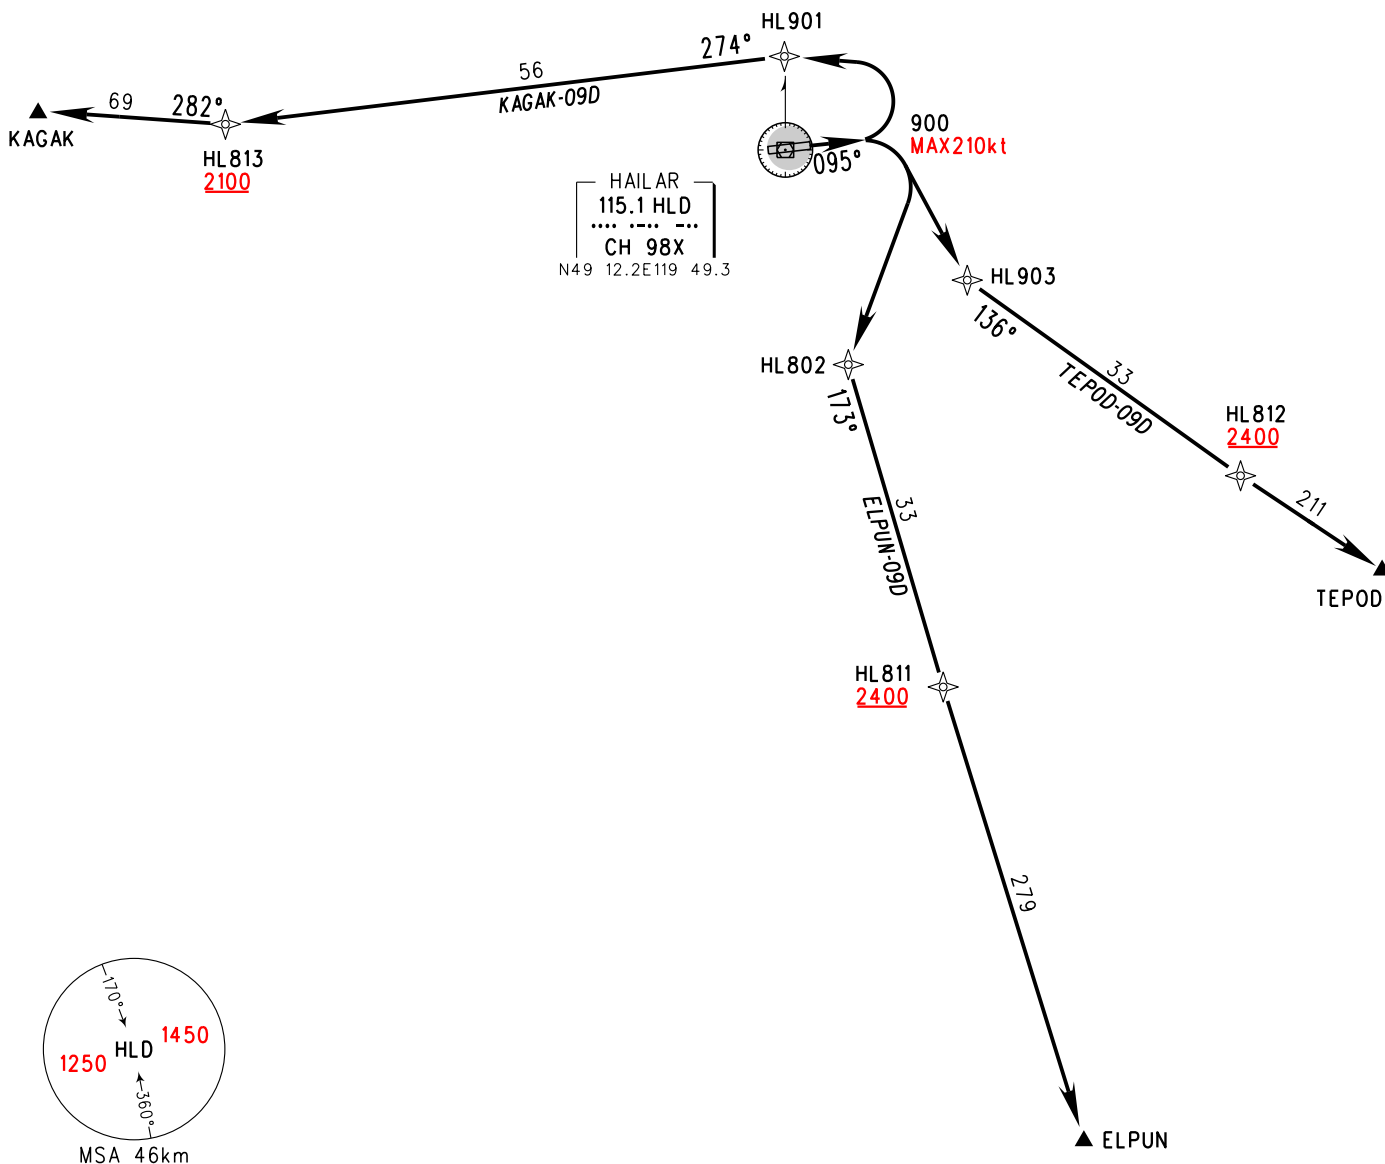 HL901
274°
56
KAGAK-09D
69
282°
KAGAK
HL813
2100
900
MAX210kt
095°
HAILAR
115.1 HLD
.... .-.. -..
CH 98X
N49 12.2E119 49.3
HL903
136°
33
TEPOD-09D
HL802
173°
HL812
2400
211
TEPOD
33
ELPUN-09D
HL811
2400
279
170°
1450
HLD
1250
360°
MSA 46km
ELPUN